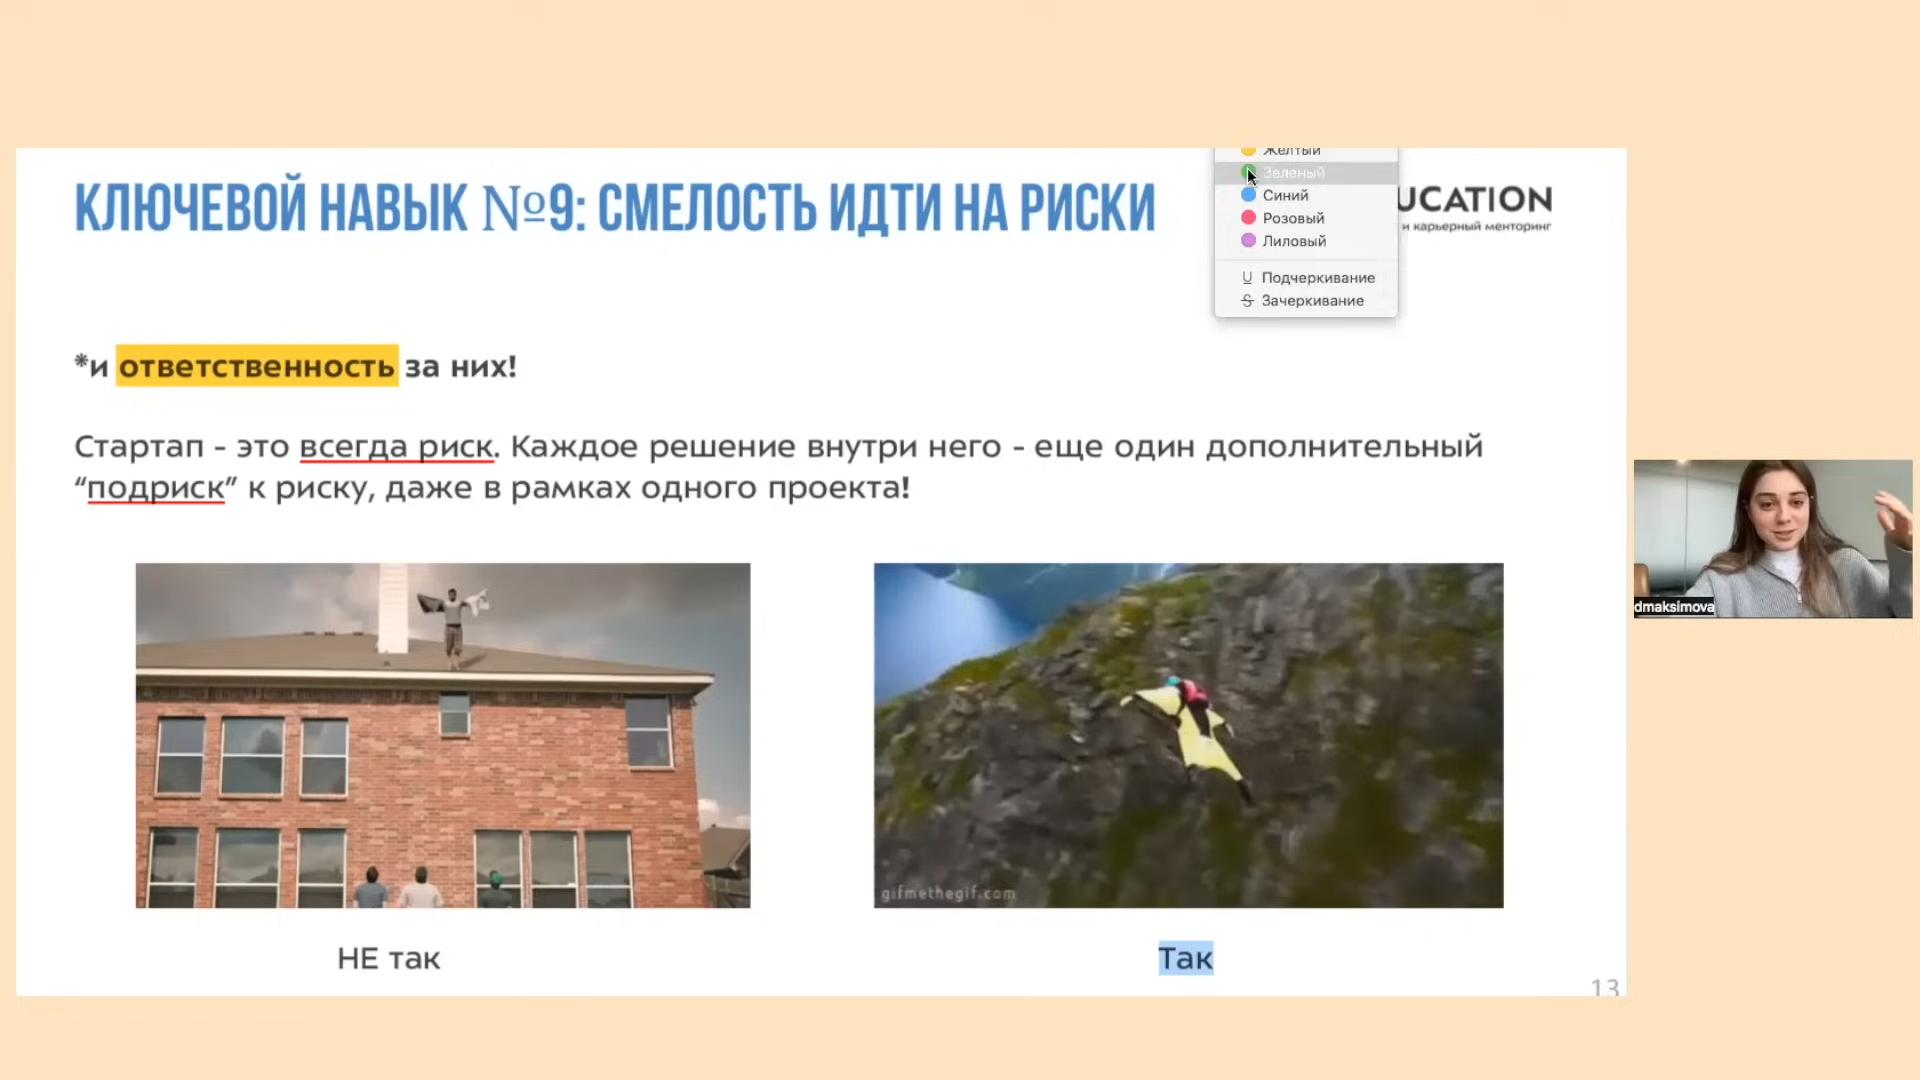 КЛЮЧЕВОЙ НАВЫК №9: СМЕЛОСТЬ ИДТИ НА РИСКИ
Желтый
Зеленый
Синий
Розовый
Лиловый
Подчеркивание
Зачеркивание
UCATION
и карьерный менторинг
*и ответственность за них!
Стартап - это всегда риск. Каждое решение внутри него - еще один дополнительный
“подриск” к риску, даже в рамках одного проекта!
dmaksimova
gifmethegif.com
НЕ так
Так
13